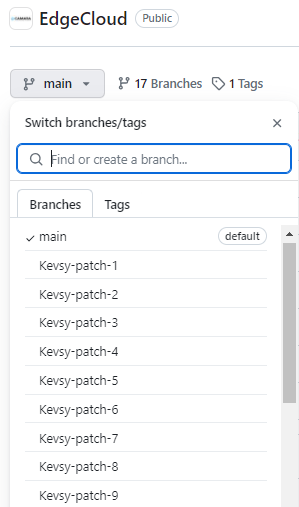 CAMARA
EdgeCloud Public
main 17 Branches 1 Tags
Switch branches/tags
Find or create a branch...
Branches Tags
main default
Kevsy-patch-1
Kevsy-patch-2
Kevsy-patch-3
Kevsy-patch-4
Kevsy-patch-5
Kevsy-patch-6
Kevsy-patch-7
Kevsy-patch-8
Kevsy-patch-9